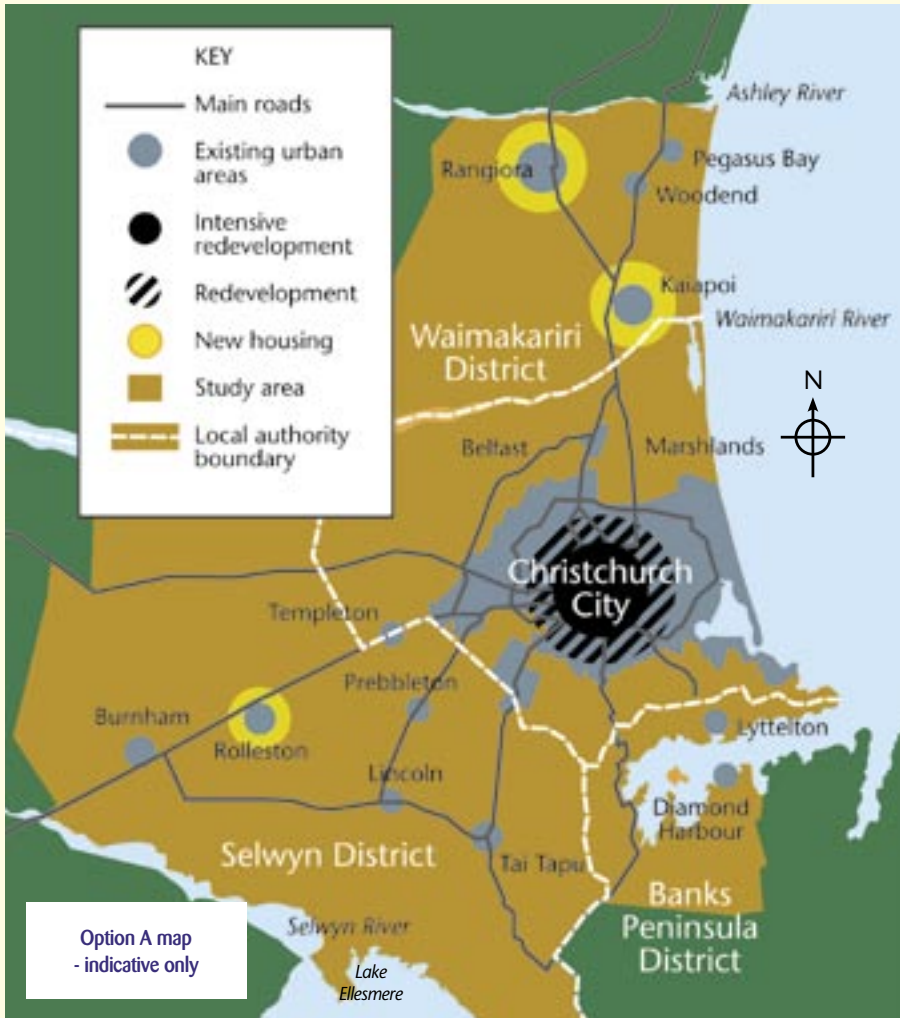 KEY
Main roads
Existing urban
areas
Intensive
redevelopment
Redevelopment
New housing
Study area
Local authority
boundary
Ashley River
Rangiora
Pegasus Bay
Woodend
Kaiapoi
Waimakariri River
Waimakariri
District
N
Belfast
Marshlands
Christchurch
City
Templeton
Prebbleton
Burnham
Rolleston
Lyttelton
Lincoln
Diamond
Harbour
Selwyn District
Tai Tapu
Banks
Peninsula
District
Selwyn River
Lake
Ellesmere
Option A map
- indicative only